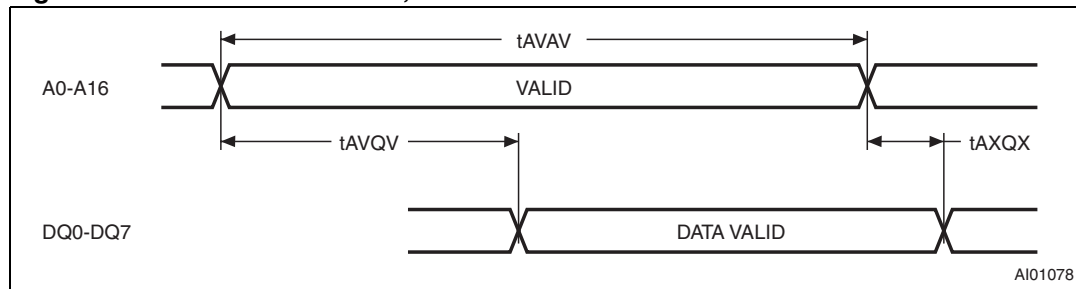 tAVAV
A0-A16
VALID
tAVQV
tAXQX
DQ0-DQ7
DATA VALID
AI01078